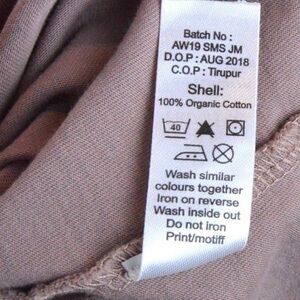 Batch No :
AW19 SMS JM
D.O.P : AUG 2018
C.O.P : Tirupur
Shell:
100% Organic Cotton
40
Wash similar
colours together
Iron on reverse
Wash inside out
Do not iron
Print/motiff